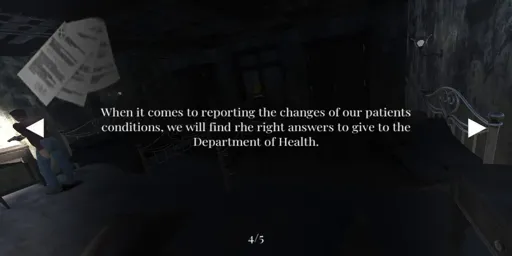 When it comes to reporting the changes of our patients
conditions, we will find rhe right answers to give to the
Department of Health.
4/5